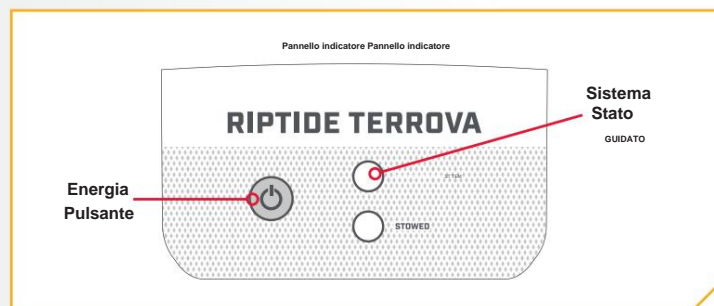 Pannello indicatore Pannello indicatore
RIPTIDE TERROVA
Sistema
Stato
GUIDATO
Energia
Pulsante
STOWED